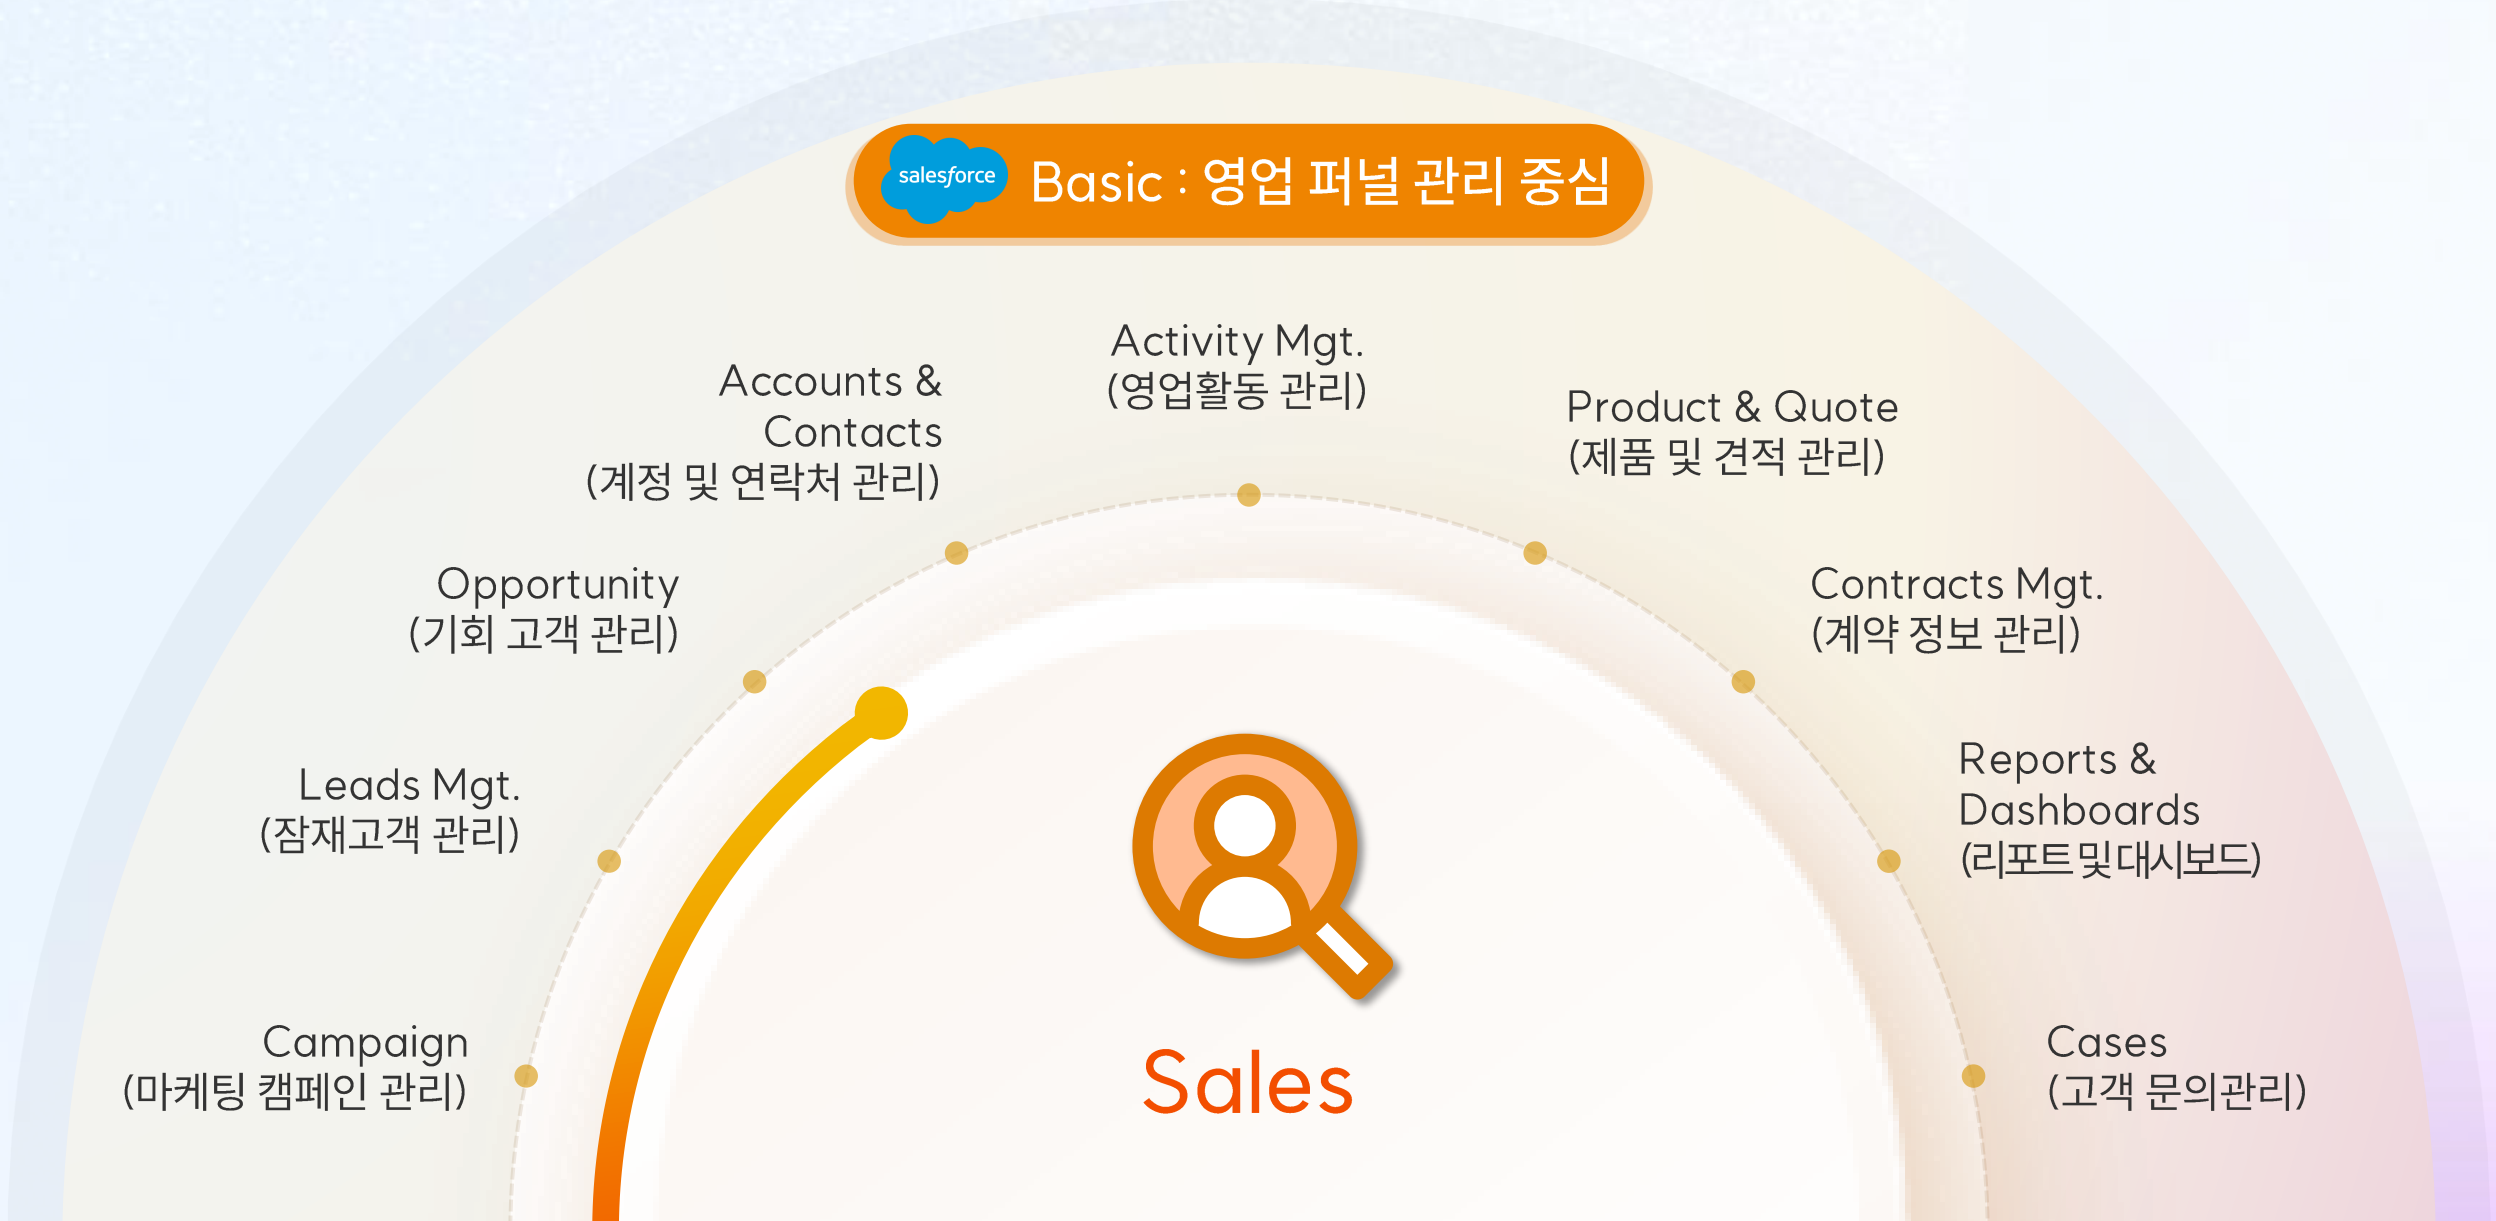 salesforce Basic : 영업 퍼널 관리 중심
Activity Mgt.
(영업활동 관리)
Accounts &
Contacts
(계정 및 연락처 관리)
Product & Quote
(제품 및 견적 관리)
Opportunity
(기회 고객 관리)
Contracts Mgt.
(계약 정보 관리)
Leads Mgt.
(잠재고객 관리)
Reports &
Dashboards
(리포트 및 대시보드)
Campaign
(마케팅 캠페인 관리)
Cases
(고객 문의관리)
Sales